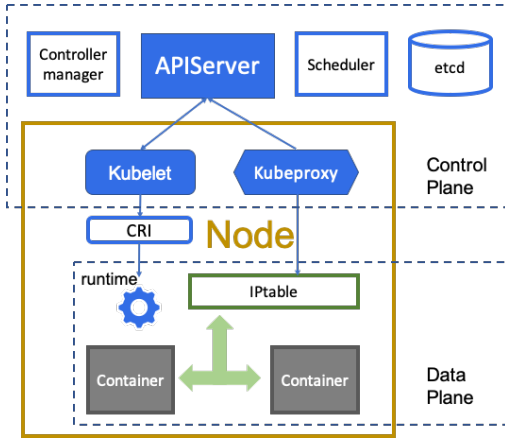 Controller
manager
APIServer
Scheduler
etcd
Kubelet
Kubeproxy
Control
Plane
CRI
Node
runtime
IPtable
Container
Container
Data
Plane